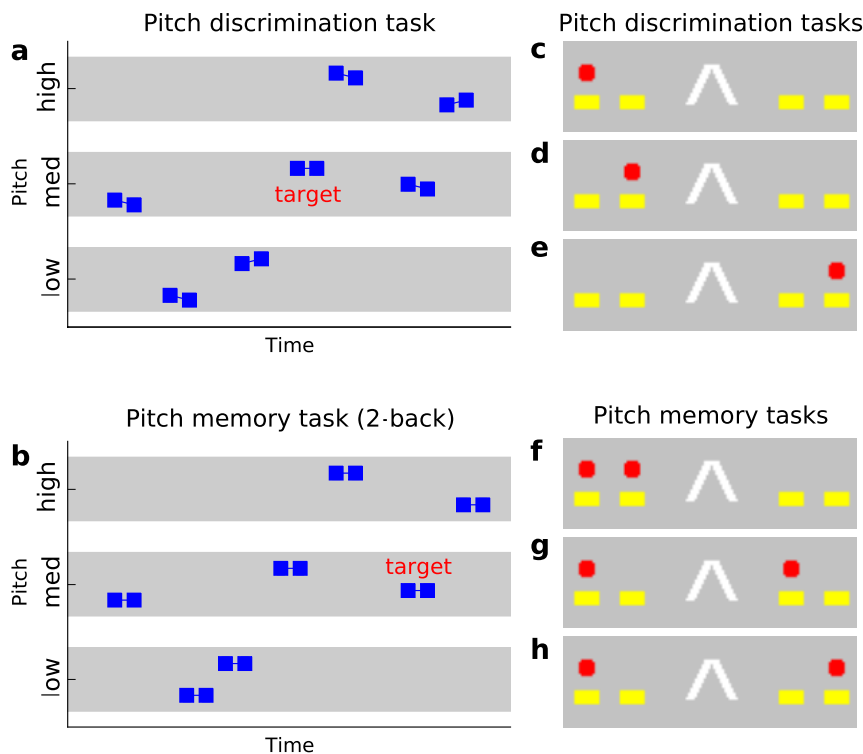 Pitch discrimination task
a
high
med
low
Pitch
target
Time
Pitch discrimination tasks
c
d
e
Pitch memory task (2-back)
b
high
med
low
Pitch
target
Time
Pitch memory tasks
f
g
h